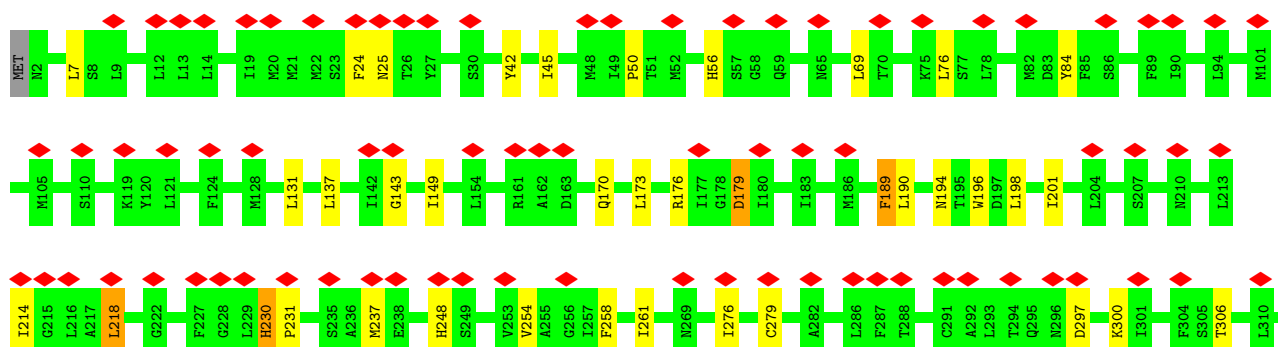 MET N2 L7 S8 L9 L12 L13 L14 I19 M20 M21 M22 S23 F24 N25 T26 Y27 S30 Y42 I45 M48 I49 P50 T51 M52 H56 S57 G58 Q59 N65 L69 T70 K75 L76 S77 L78 M82 D83 Y84 F85 S86 F89 I90 L94 M101
M105 S110 K119 Y120 L121 F124 M128 L131 L137 I142 G143 I149 L154 R161 A162 D163 Q170 L173 R176 I177 G178 D179 I180 I183 M186 F189 L190 N194 T195 W196 D197 L198 I201 L204 S207 N210 L213
I214 G215 L216 A217 L218 G222 F227 G228 L229 H230 P231 S235 A236 M237 E238 H248 S249 V253 V254 A255 G256 I257 F258 I261 N269 I276 C279 A282 L286 F287 T288 C291 A292 L293 T294 Q295 N296 D297 K300 I301 F304 S305 T306 L310